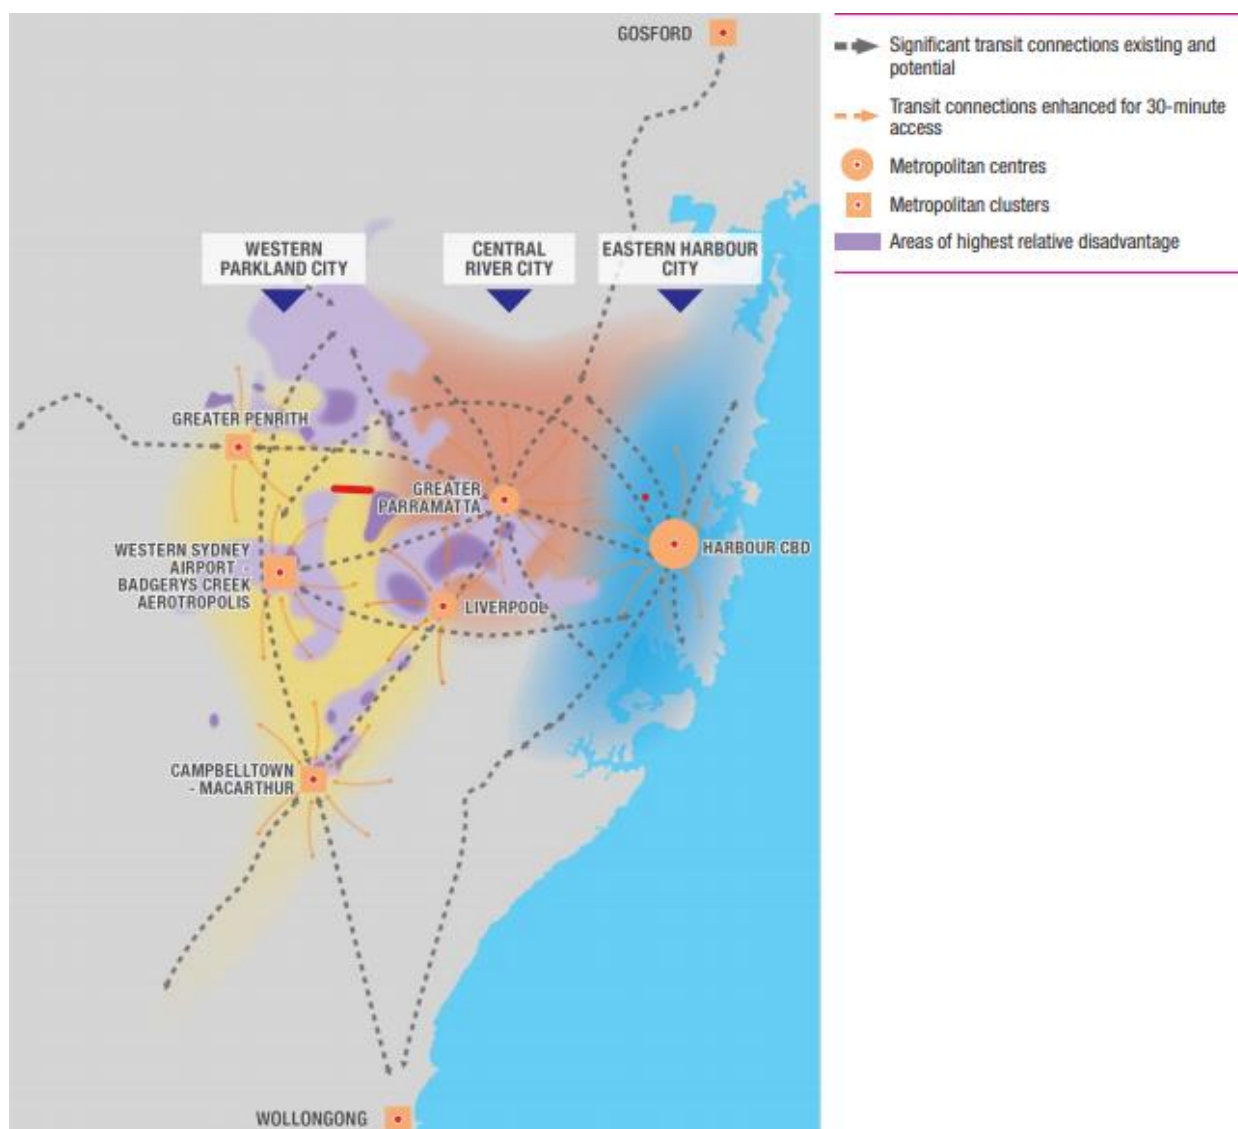 GOSFORD
WESTERN
PARKLAND CITY
CENTRAL
RIVER CITY
EASTERN HARBOUR
CITY
GREATER PENRITH
GREATER
PARRAMATTA
WESTERN SYDNEY
AIRPORT -
BADGERYS CREEK
AEROTROPOLIS
HARBOUR CBD
LIVERPOOL
CAMPBELLTOWN
- MACARTHUR
WOLLONGONG
Significant transit connections existing and
potential
Transit connections enhanced for 30-minute
access
Metropolitan centres
Metropolitan clusters
Areas of highest relative disadvantage